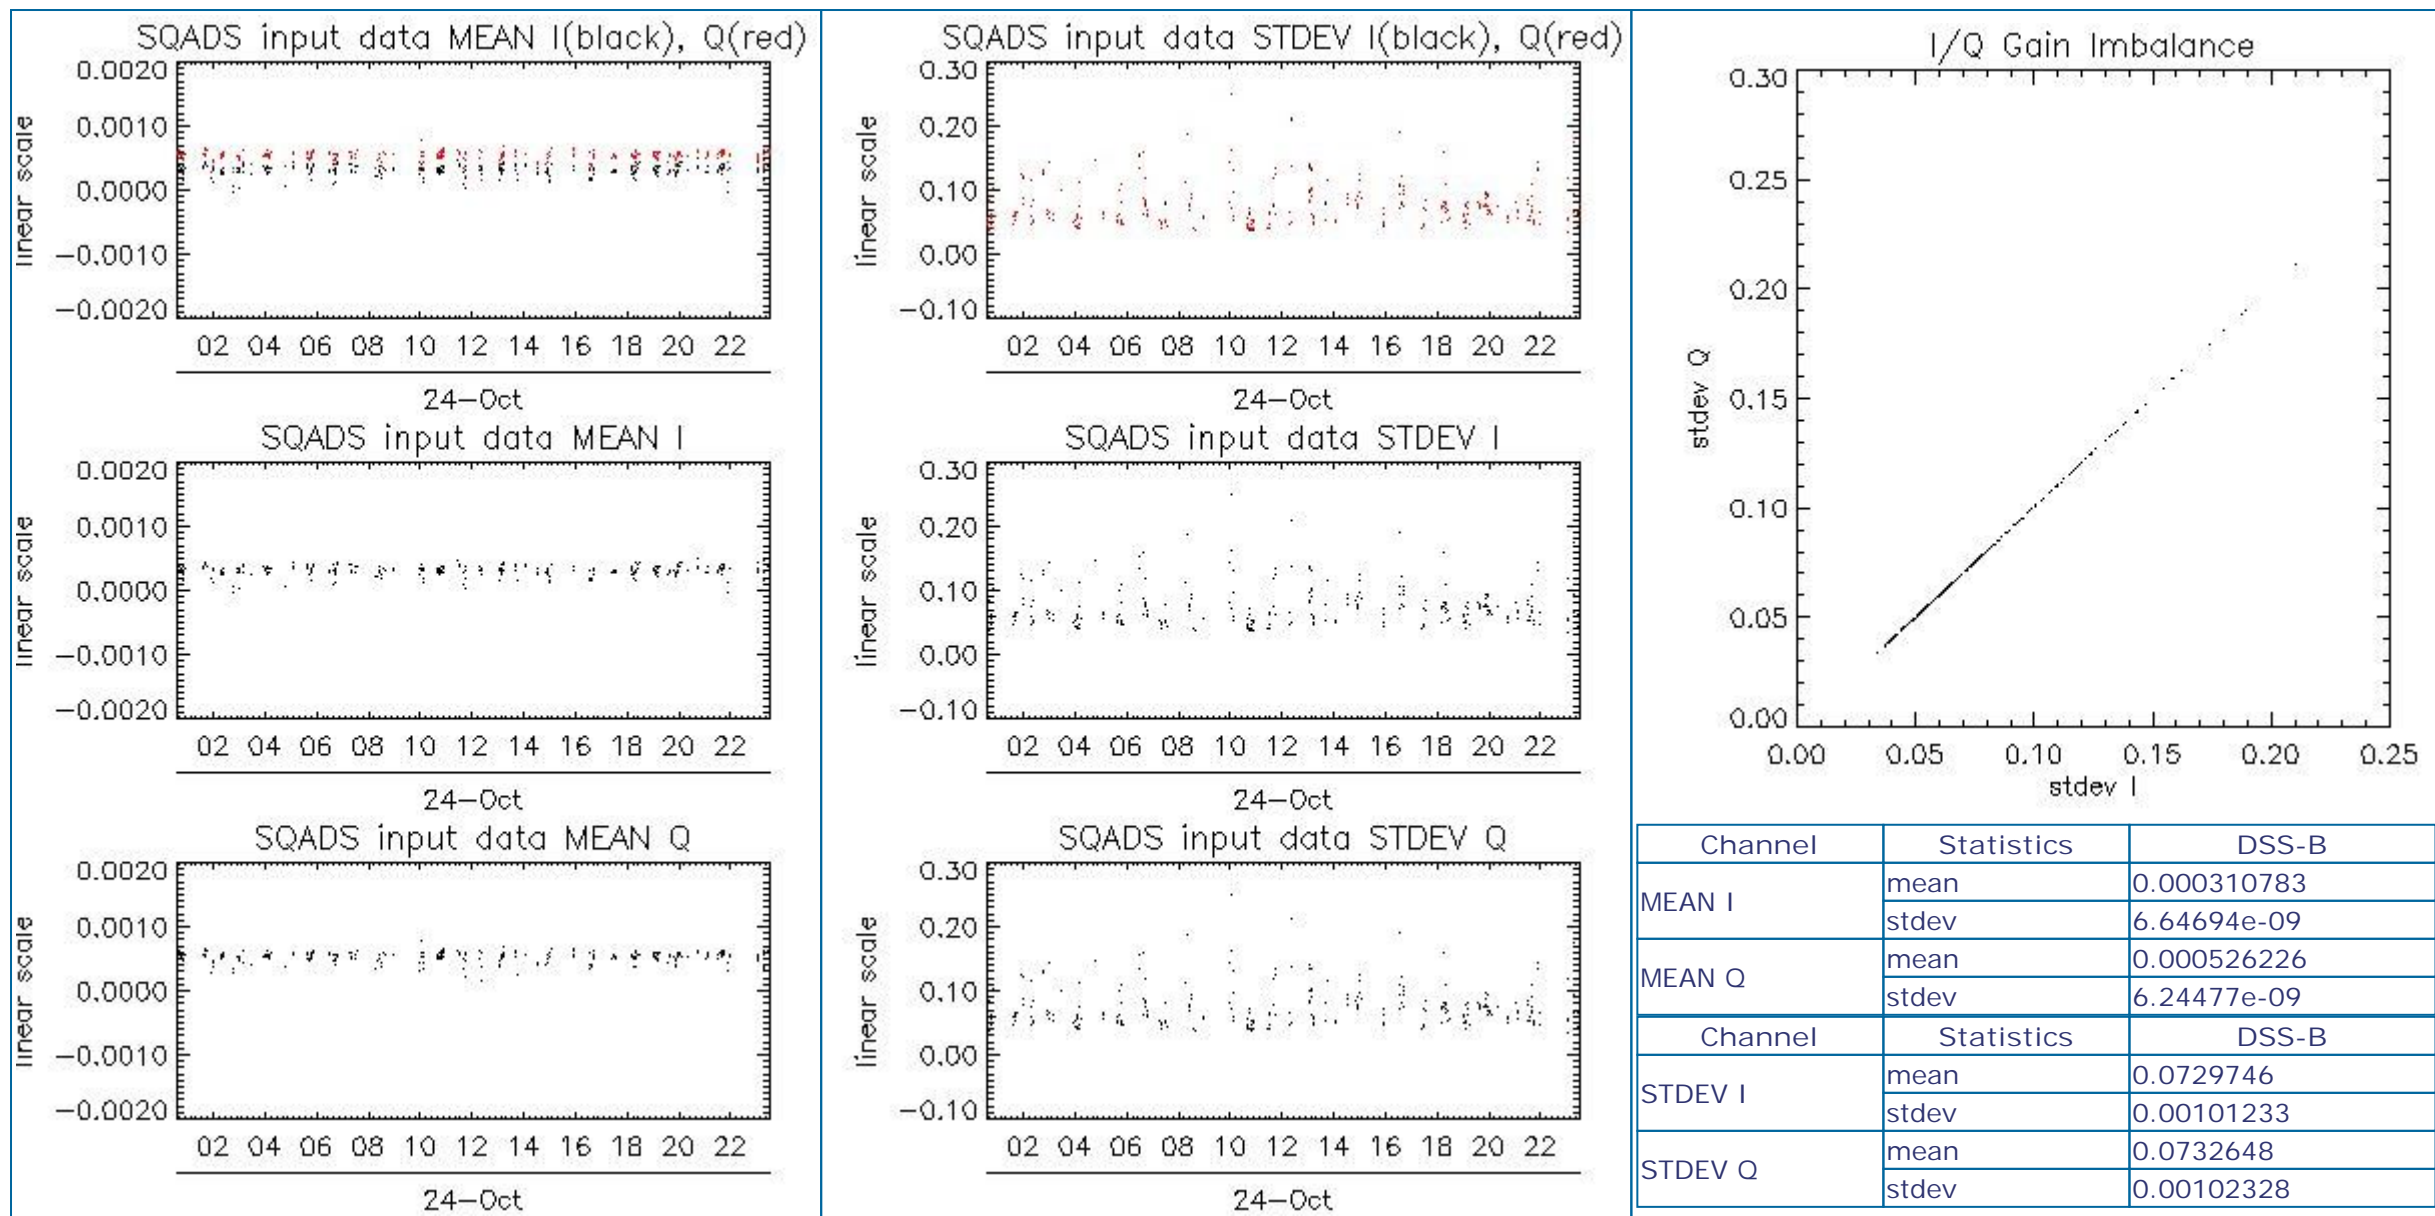 SQADS input data MEAN I(black), Q(red)
linear scale
0.0020
0.0010
0.0000
-0.0010
-0.0020
02 04 06 08 10 12 14 16 18 20 22
24-Oct
SQADS input data MEAN I
linear scale
0.0020
0.0010
0.0000
-0.0010
-0.0020
02 04 06 08 10 12 14 16 18 20 22
24-Oct
SQADS input data MEAN Q
linear scale
0.0020
0.0010
0.0000
-0.0010
-0.0020
02 04 06 08 10 12 14 16 18 20 22
24-Oct
SQADS input data STDEV I(black), Q(red)
linear scale
0.30
0.20
0.10
0.00
-0.10
02 04 06 08 10 12 14 16 18 20 22
24-Oct
SQADS input data STDEV I
linear scale
0.30
0.20
0.10
0.00
-0.10
02 04 06 08 10 12 14 16 18 20 22
24-Oct
SQADS input data STDEV Q
linear scale
0.30
0.20
0.10
0.00
-0.10
02 04 06 08 10 12 14 16 18 20 22
24-Oct
I/Q Gain Imbalance
stdev Q
0.30
0.25
0.20
0.15
0.10
0.05
0.00
0.00 0.05 0.10 0.15 0.20 0.25
stdev I
Channel Statistics DSS-B
MEAN I mean 0.000310783
stdev 6.64694e-09
MEAN Q mean 0.000526226
stdev 6.24477e-09
Channel Statistics DSS-B
STDEV I mean 0.0729746
stdev 0.00101233
STDEV Q mean 0.0732648
stdev 0.00102328